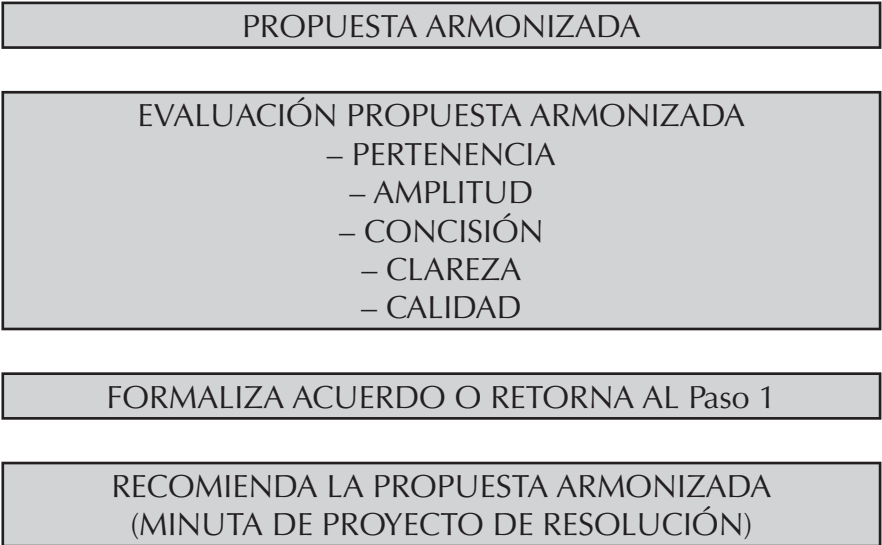 PROPUESTA ARMONIZADA
EVALUACIÓN PROPUESTA ARMONIZADA
– PERTENENCIA
– AMPLITUD
– CONCISIÓN
– CLAREZA
– CALIDAD
FORMALIZA ACUERDO O RETORNA AL Paso 1
RECOMIENDA LA PROPUESTA ARMONIZADA
(MINUTA DE PROYECTO DE RESOLUCIÓN)